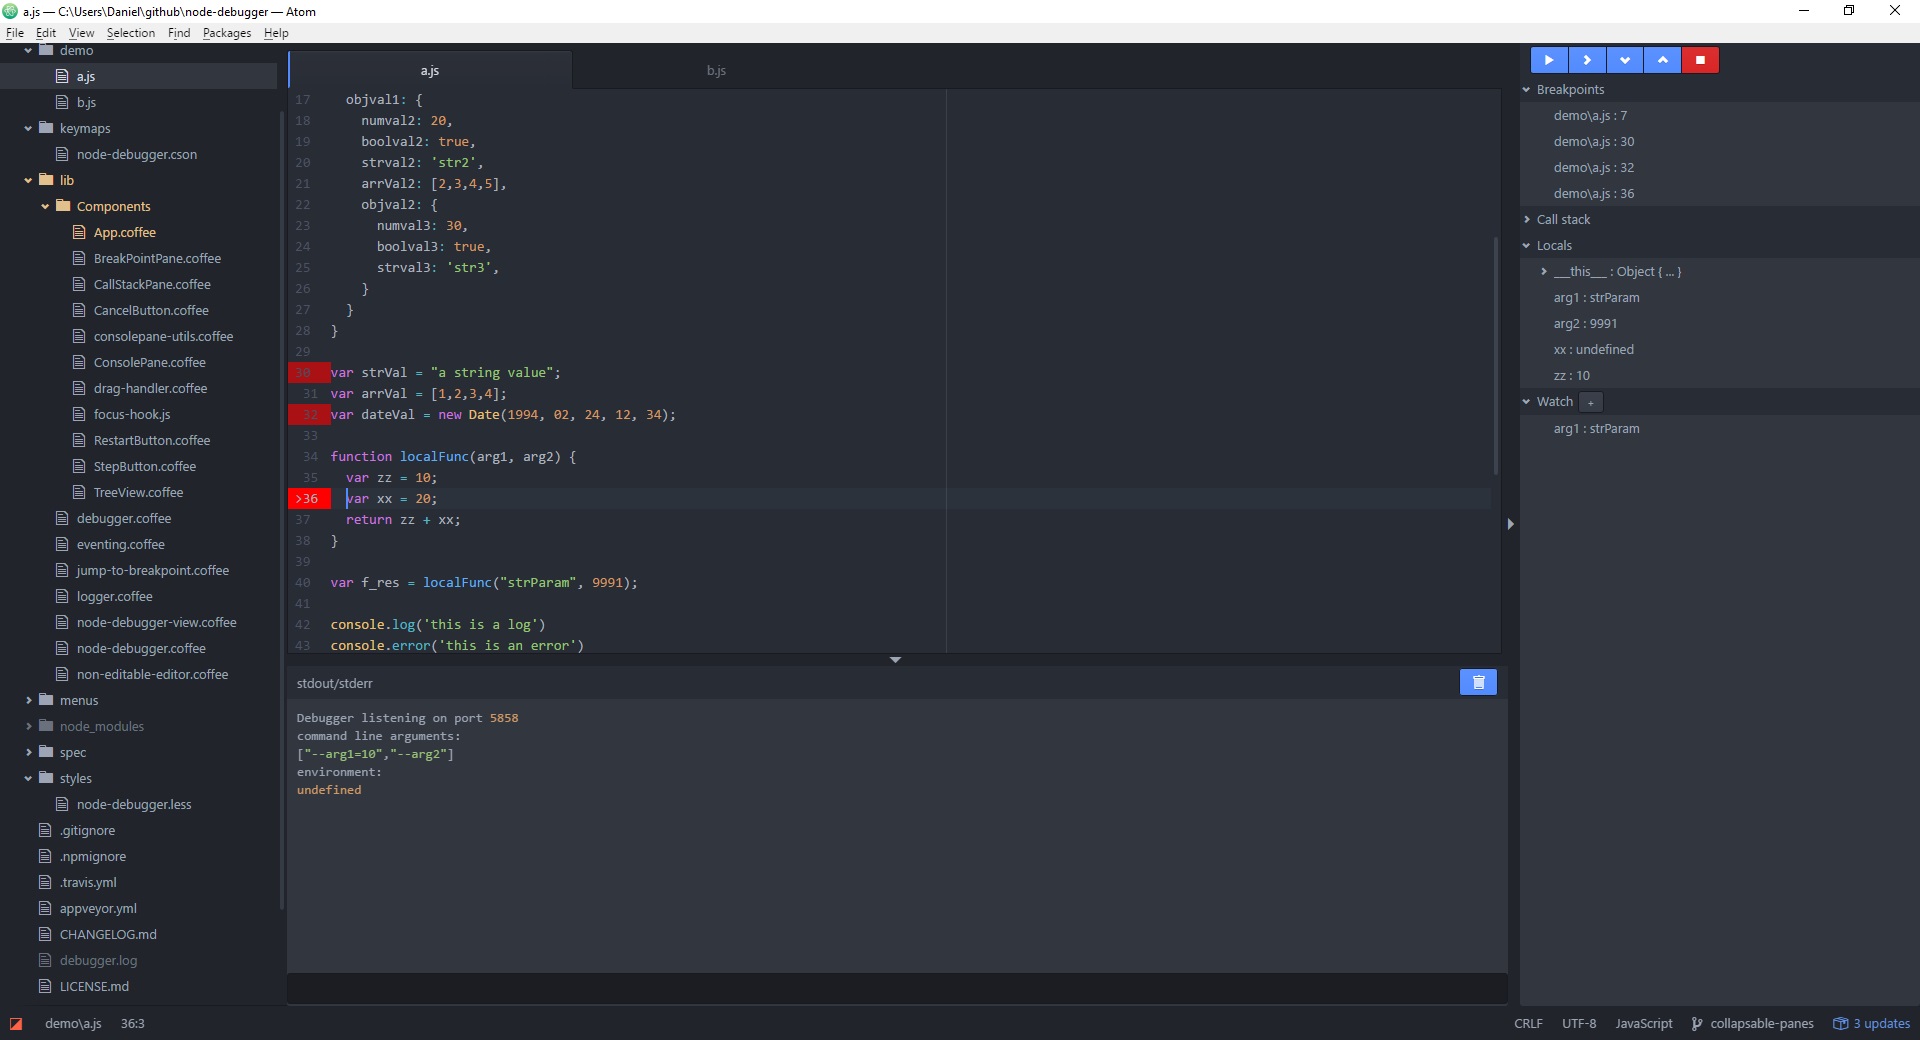 a.js — C:\Users\Daniel\github\node-debugger — Atom
File Edit View Selection Find Packages Help
demo
a.js
b.js
keymaps
node-debugger.cson
lib
Components
App.coffee
BreakPointPane.coffee
CallStackPane.coffee
CancelButton.coffee
consolepane-utils.coffee
ConsolePane.coffee
drag-handler.coffee
focus-hook.js
RestartButton.coffee
StepButton.coffee
TreeView.coffee
debugger.coffee
eventing.coffee
jump-to-breakpoint.coffee
logger.coffee
node-debugger-view.coffee
node-debugger.coffee
non-editable-editor.coffee
menus
node_modules
spec
styles
node-debugger.less
.gitignore
.npmignore
.travis.yml
appveyor.yml
CHANGELOG.md
debugger.log
LICENSE.md
a.js b.js
17 objval1: {
18 numval2: 20,
19 boolval2: true,
20 strval2: 'str2',
21 arrVal2: [2,3,4,5],
22 objval2: {
23 numval3: 30,
24 boolval3: true,
25 strval3: 'str3',
26 }
27 }
28 }
29
30 var strVal = "a string value";
31 var arrVal = [1,2,3,4];
32 var dateVal = new Date(1994, 02, 24, 12, 34);
33
34 function localFunc(arg1, arg2) {
35 var zz = 10;
>36 var xx = 20;
37 return zz + xx;
38 }
39
40 var f_res = localFunc("strParam", 9991);
41
42 console.log('this is a log')
43 console.error('this is an error')
stdout/stderr
Debugger listening on port 5858
command line arguments:
["--arg1=10","--arg2"]
environment:
undefined
Breakpoints
demo\a.js : 7
demo\a.js : 30
demo\a.js : 32
demo\a.js : 36
Call stack
Locals
___this___ : Object { ... }
arg1 : strParam
arg2 : 9991
xx : undefined
zz : 10
Watch +
arg1 : strParam
demo\a.js 36:3 CRLF UTF-8 JavaScript collapsable-panes 3 updates